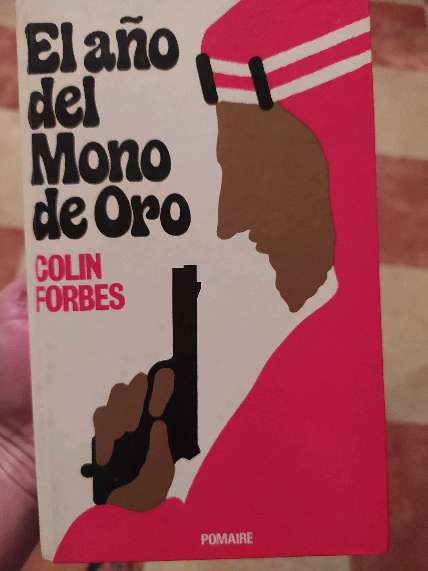 El año
del
Mono
de Oro
COLIN
FORBES
POMAIRE